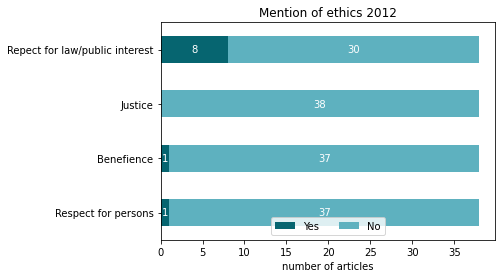 Mention of ethics 2012
Repect for law/public interest
8
30
Justice
38
Benefience
1
37
Respect for persons
1
37
Yes
No
0
5
10
15
20
25
30
35
number of articles